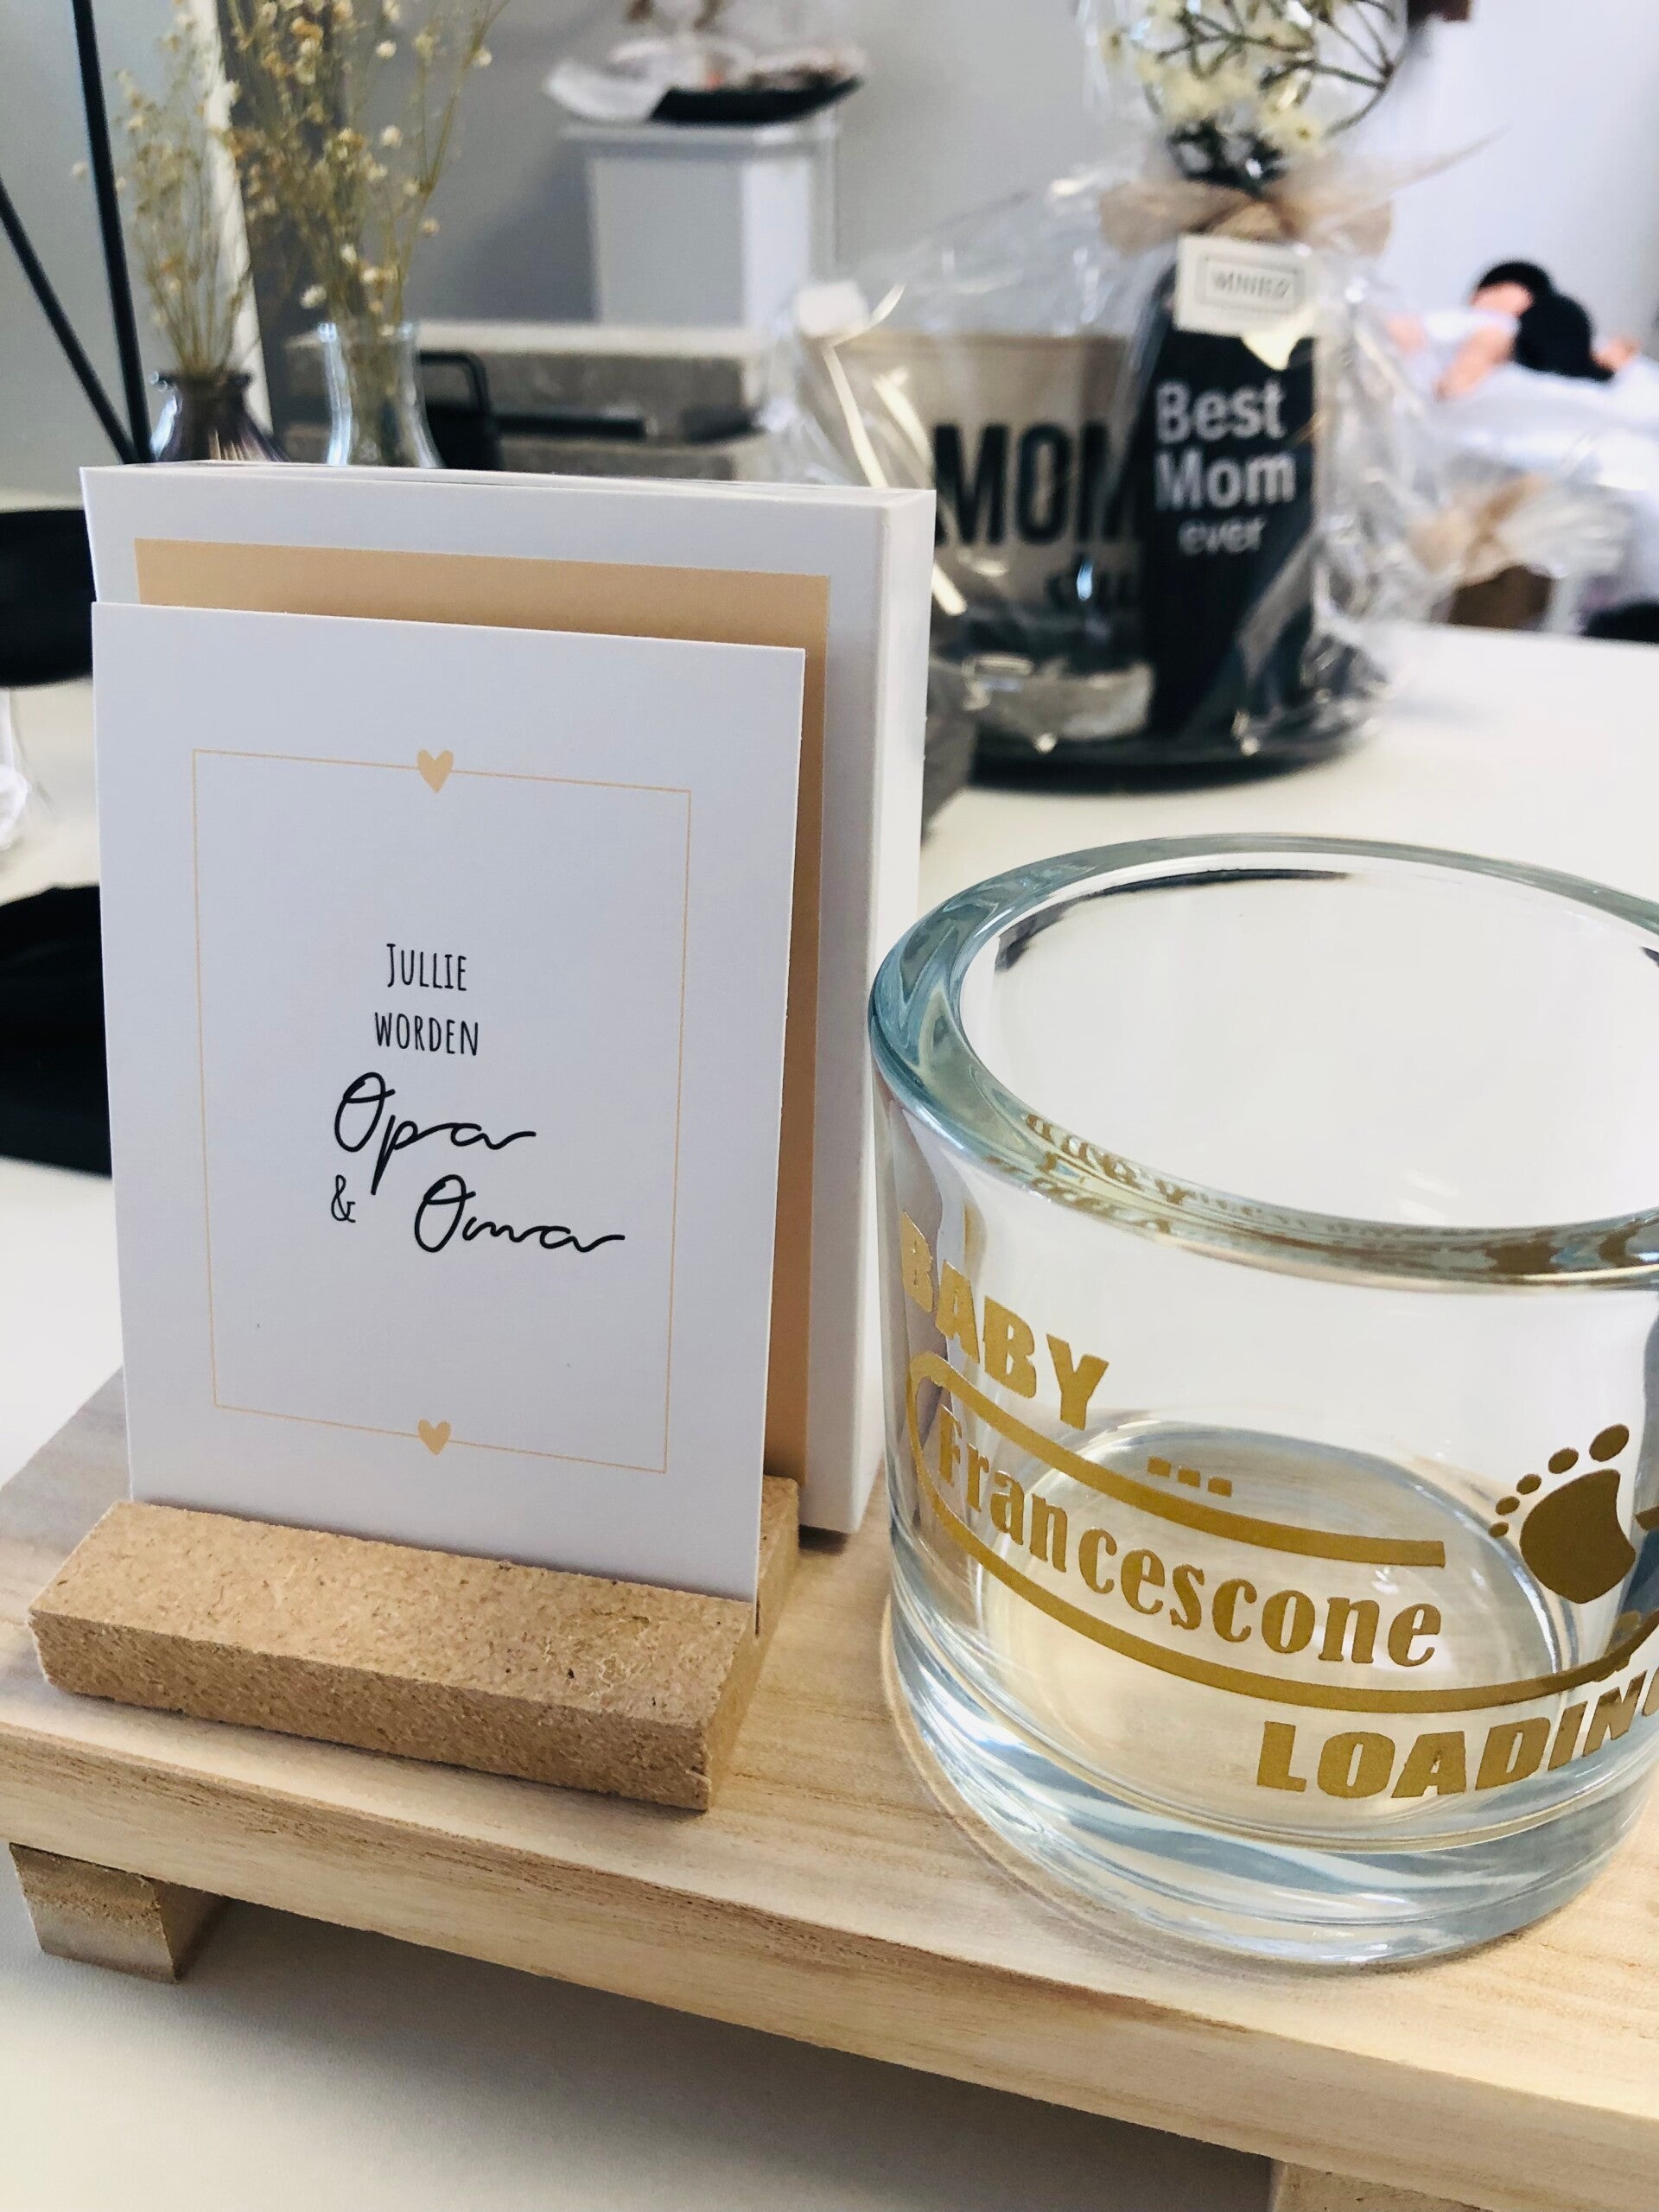 JULLIE
WORDEN
Opa
& Oma
BABY
...
Francescone
LOADING
MOM
Best
Mom
ever